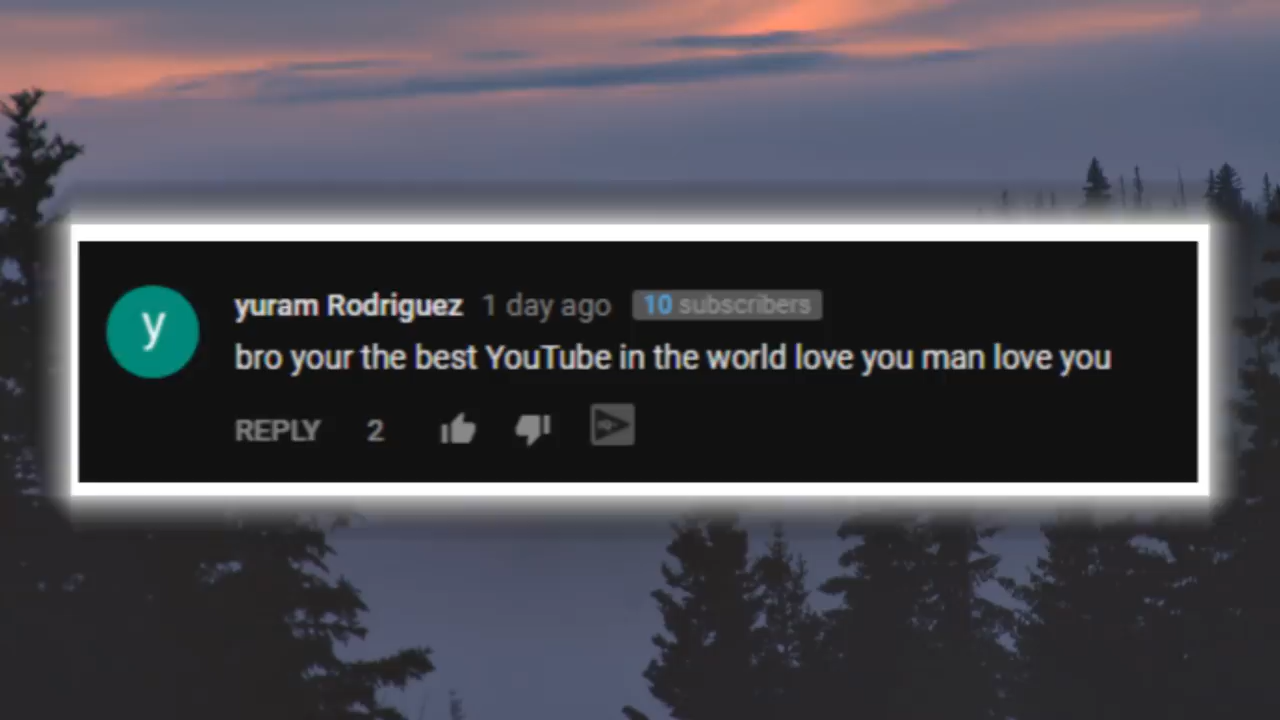 y
yuram Rodriguez 1 day ago 10 subscribers
bro your the best YouTube in the world love you man love you
REPLY 2